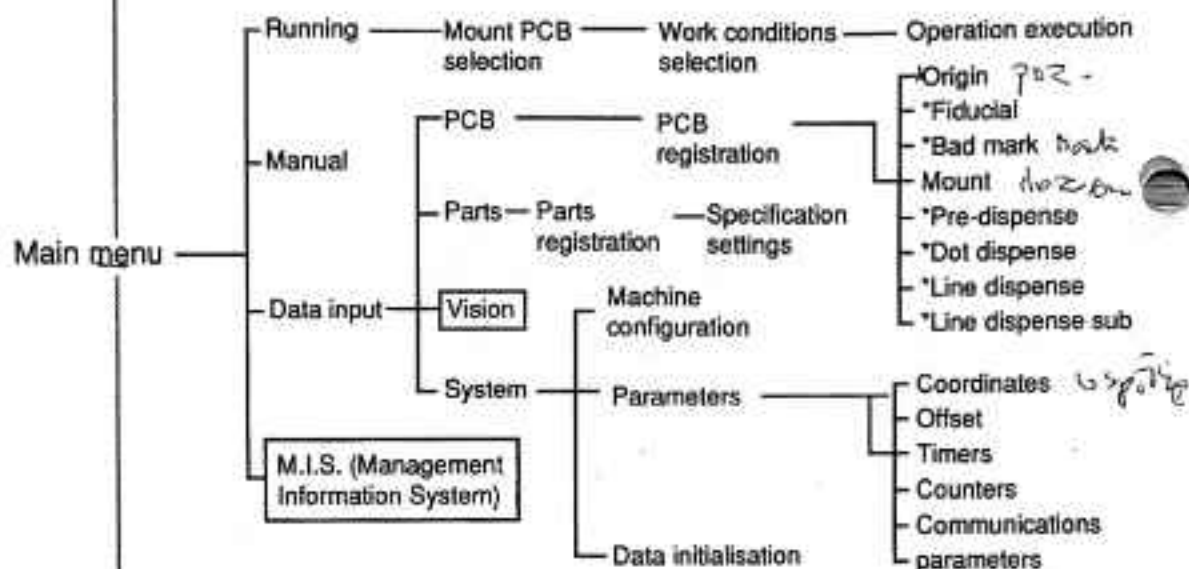 Running
Mount PCB
selection
Work conditions
selection
Operation execution
Origin
*Fiducial
*Bad mark
Mount
*Pre-dispense
*Dot dispense
*Line dispense
*Line dispense sub
PCB
PCB
registration
Manual
Parts
Parts
registration
Specification
settings
Main menu
Data input
Vision
Machine
configuration
System
Parameters
Coordinates
Offset
Timers
Counters
Communications
parameters
M.I.S. (Management
Information System)
Data initialisation